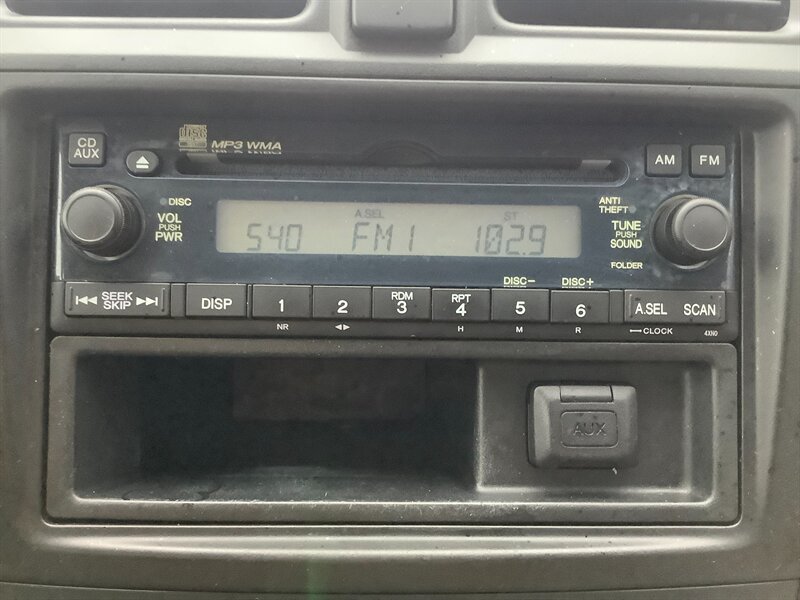 CD
AUX
disc
MP3 WMA
AM
FM
DISC
VOL
PUSH
PWR
A.SEL
ST
540 FM1 102.9
ANTI
THEFT
TUNE
PUSH
SOUND
FOLDER
SEEK
SKIP
DISP
1
NR
2
RDM
3
RPT
4
H
DISC-
5
M
DISC+
6
R
A.SEL
SCAN
CLOCK
4XN0
AUX